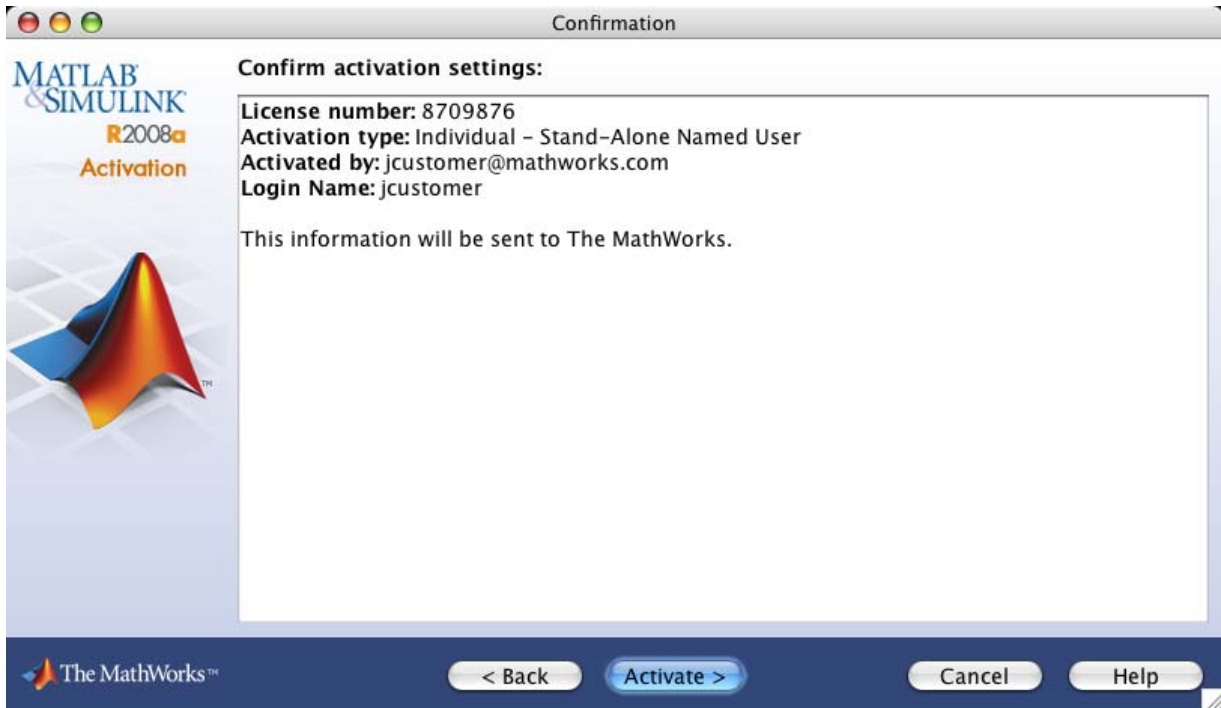 Confirmation
MATLAB
&SIMULINK
R2008a
Activation
TM
Confirm activation settings:
License number: 8709876
Activation type: Individual – Stand–Alone Named User
Activated by: jcustomer@mathworks.com
Login Name: jcustomer
This information will be sent to The MathWorks.
The MathWorks™
< Back
Activate >
Cancel
Help